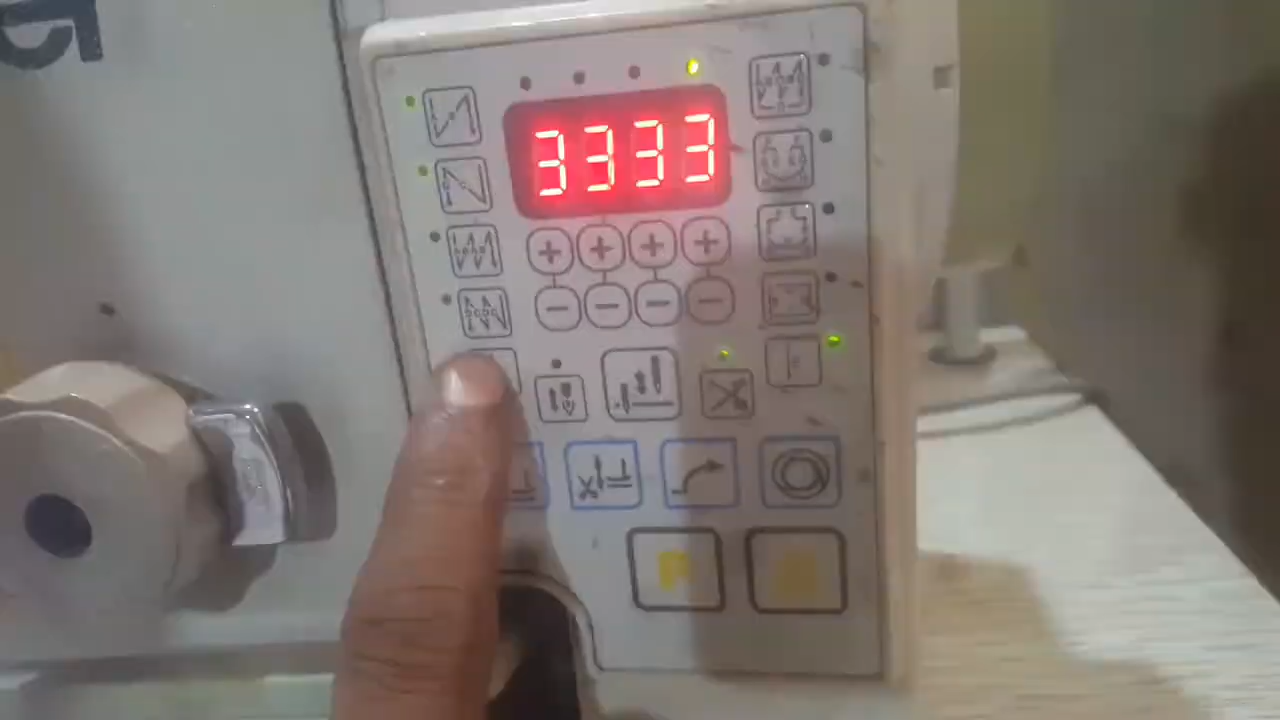 3333
+ + + +
− − − −
P